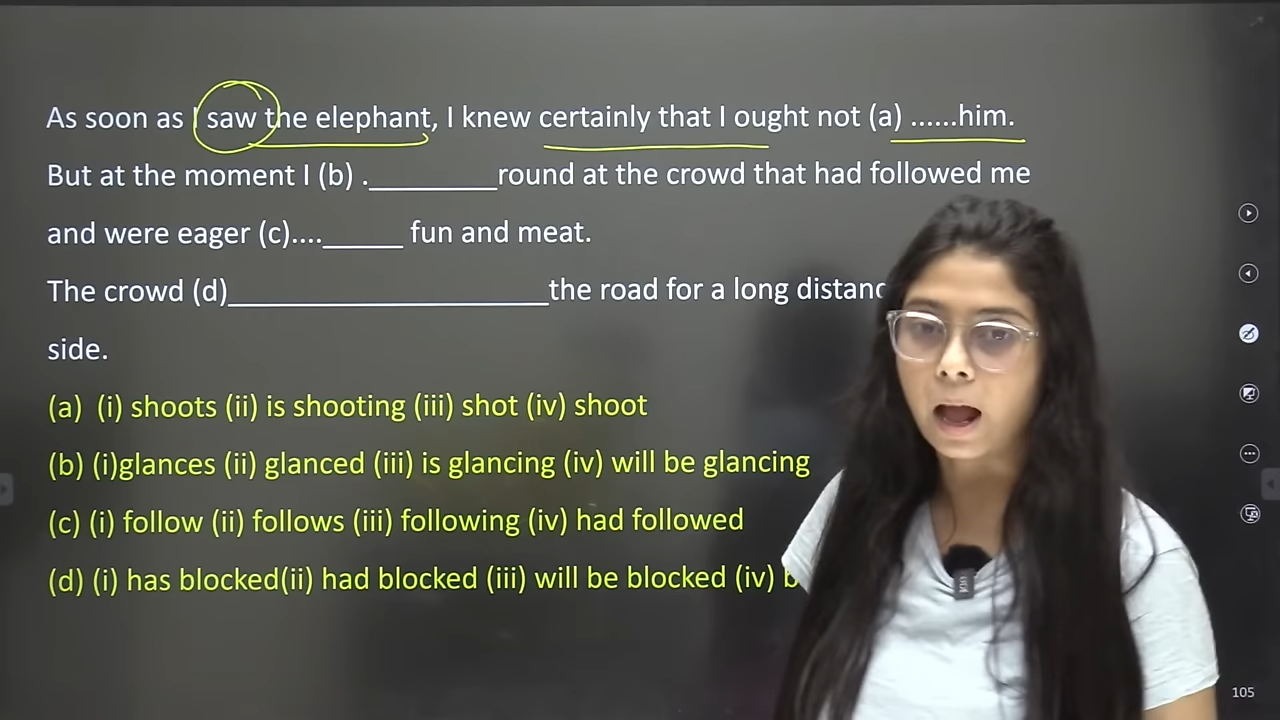 As soon as I saw the elephant, I knew certainly that I ought not (a) ......him.
But at the moment I (b) .________round at the crowd that had followed me
and were eager (c)....______ fun and meat.
The crowd (d)____________________the road for a long
side.
(a) (i) shoots (ii) is shooting (iii) shot (iv) shoot
(b) (i)glances (ii) glanced (iii) is glancing (iv) will be glancing
(c) (i) follow (ii) follows (iii) following (iv) had followed
(d) (i) has blocked(ii) had blocked (iii) will be blocked (iv)
105